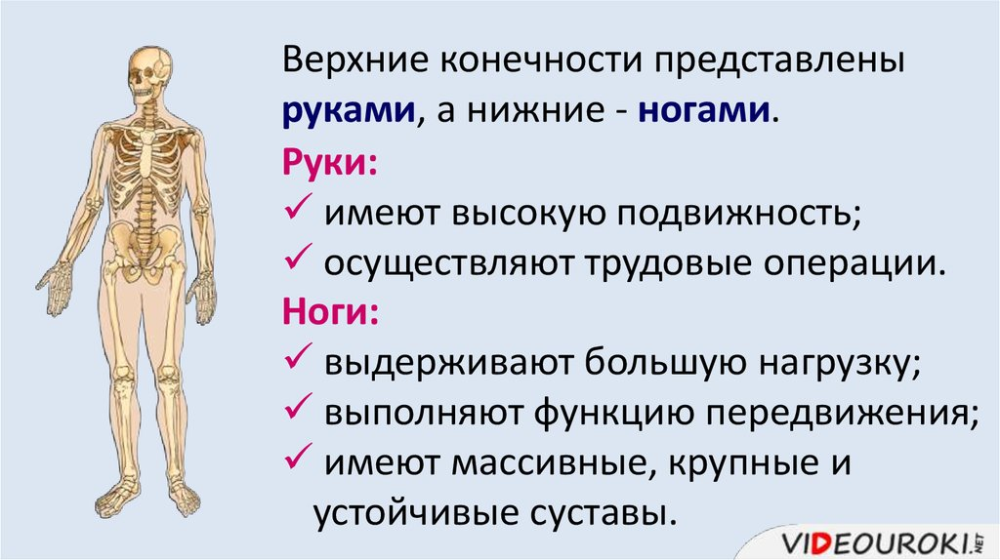 Верхние конечности представлены
руками, а нижние - ногами.
Руки:
✓ имеют высокую подвижность;
✓ осуществляют трудовые операции.
Ноги:
✓ выдерживают большую нагрузку;
✓ выполняют функцию передвижения;
✓ имеют массивные, крупные и
устойчивые суставы.
VIDEOUROKI.NET